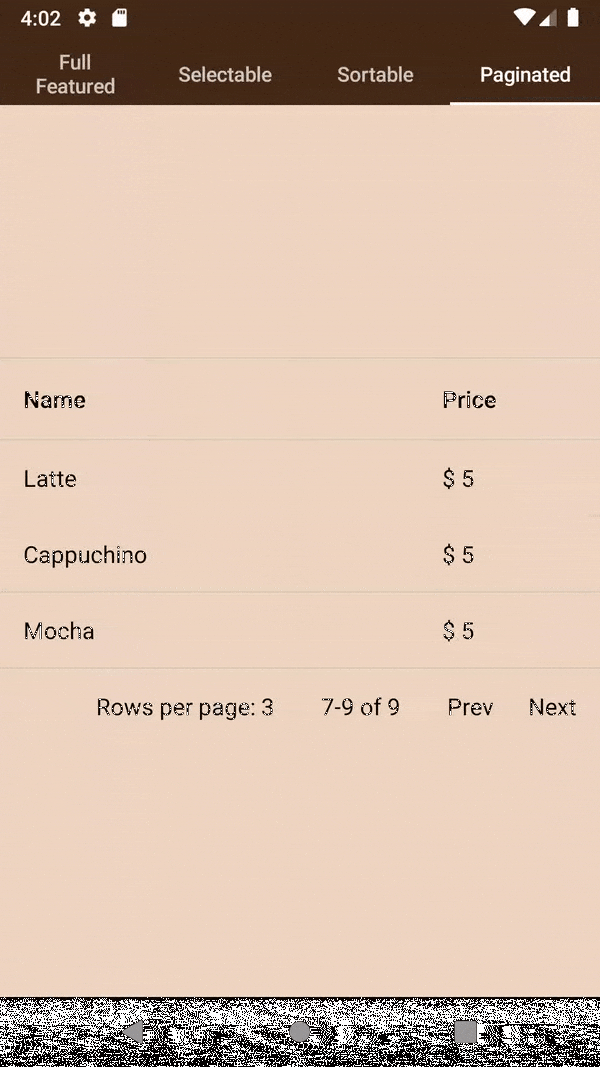 4:02
Full Featured
Selectable
Sortable
Paginated
Name Price
Latte $ 5
Cappuchino $ 5
Mocha $ 5
Rows per page: 3 7-9 of 9 Prev Next